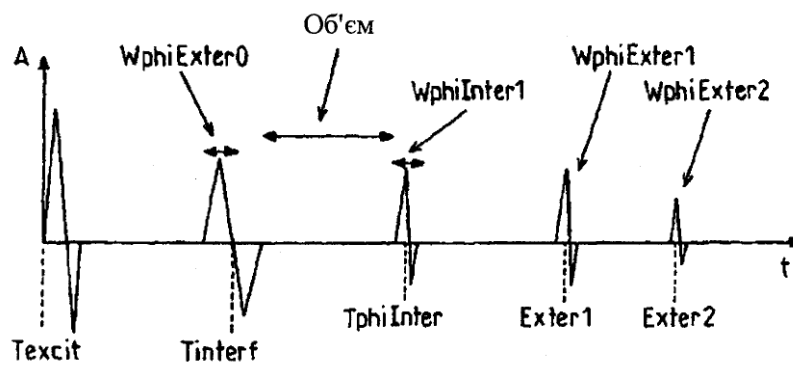 Об'єм
A
WphiExter0
WphiExter1
WphiInter1
WphiExter2
t
Texcit
Tinterf
TphiInter
Exter1
Exter2